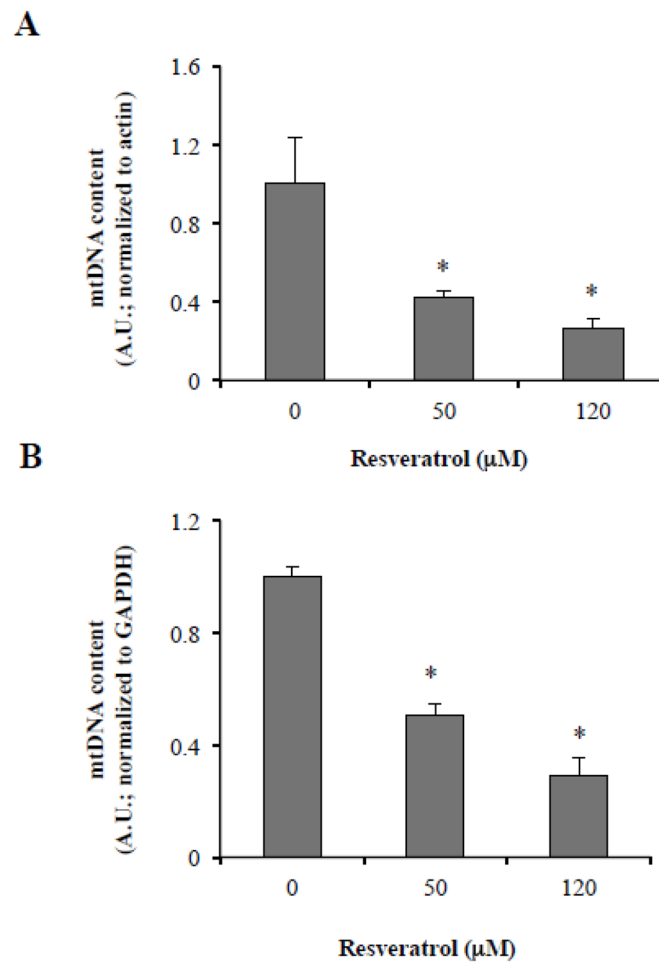 A
mtDNA content
(A.U.; normalized to actin)
1.6
1.2
0.8
0.4
0
*
*
0 50 120
Resveratrol (μM)
B
mtDNA content
(A.U.; normalized to GAPDH)
1.2
0.8
0.4
0
*
*
0 50 120
Resveratrol (μM)